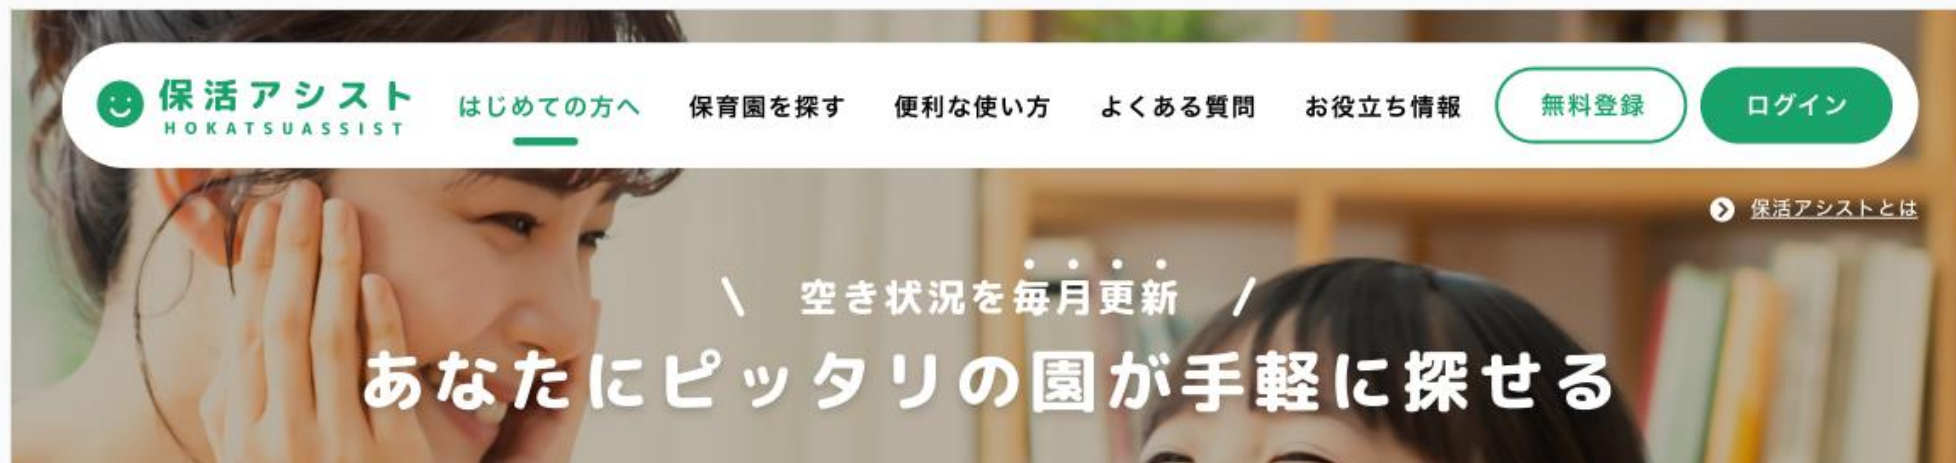 保活アシスト
HOKATSUASSIST
はじめての方へ
保育園を探す
便利な使い方
よくある質問
お役立ち情報
無料登録
ログイン
保活アシストとは
\ 空き状況を毎月更新 /
あなたにピッタリの園が手軽に探せる